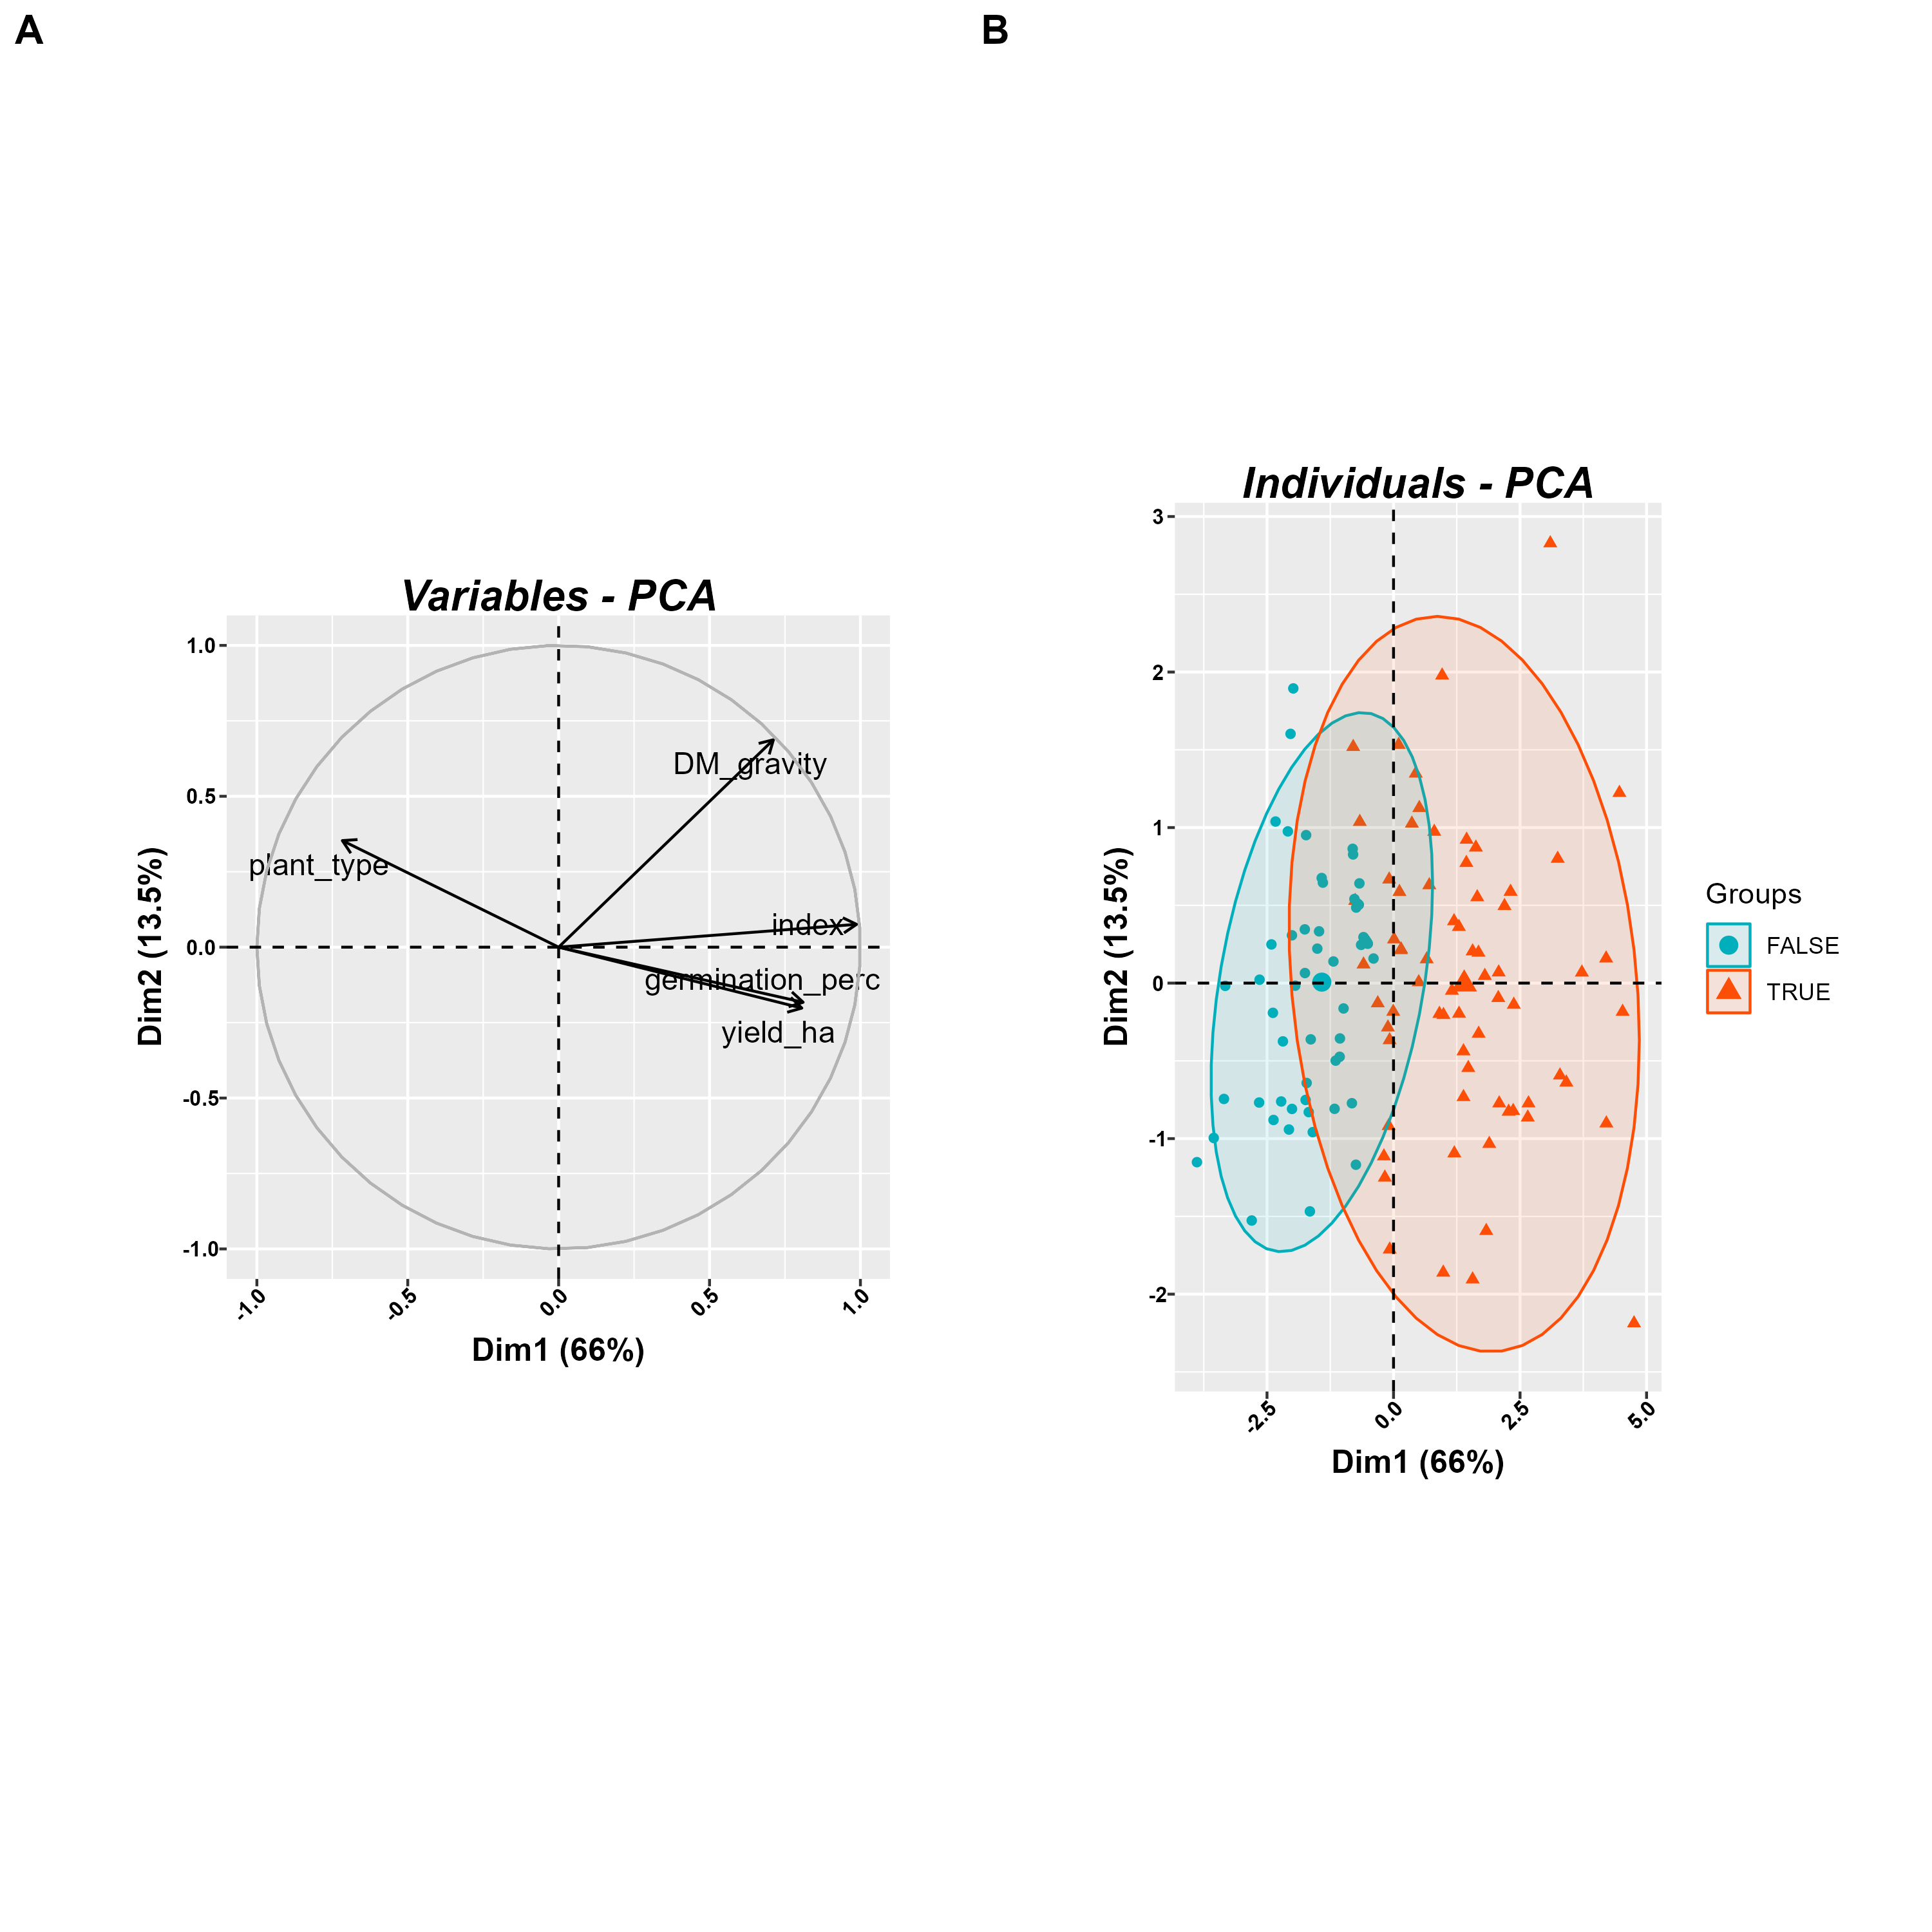 A
B
Variables - PCA
1.0
0.5
0.0
-0.5
-1.0
Dim2 (13.5%)
DM_gravity
plant_type
index
germination_perc
yield_ha
-1.0
-0.5
0.0
0.5
1.0
Dim1 (66%)
Individuals - PCA
3
2
1
0
-1
-2
Dim2 (13.5%)
-2.5
0.0
2.5
5.0
Dim1 (66%)
Groups
FALSE
TRUE